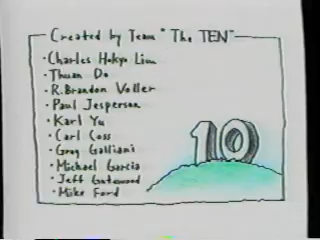 Created by Team "The TEN"
· Charles Hokyo Lim
· Thuan Do
· R. Brandon Voller
· Paul Jesperson
· Karl Yu
· Carl Coss
· Greg Galliani
· Michael Garcia
· Jeff Gatewood
· Mike Ford
10